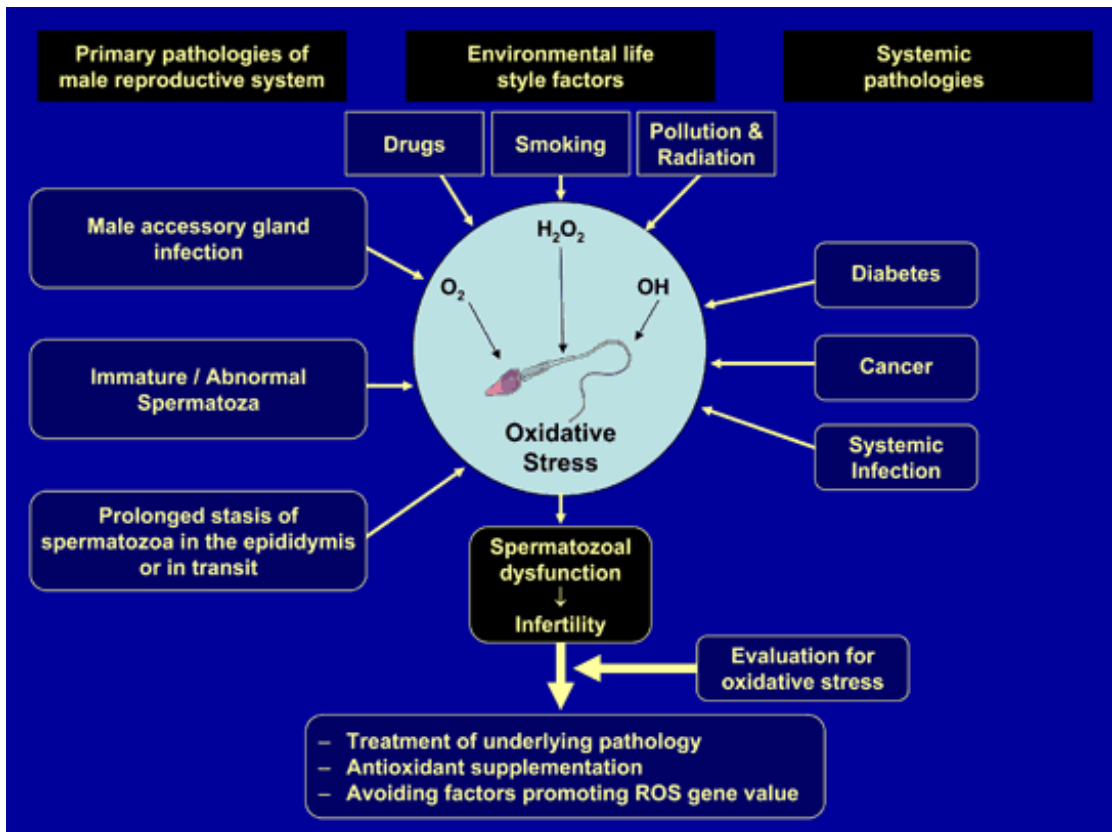 Primary pathologies of
male reproductive system
Environmental life
style factors
Systemic
pathologies
Drugs
Smoking
Pollution &
Radiation
Male accessory gland
infection
H₂O₂
O₂
OH
Diabetes
Immature / Abnormal
Spermatoza
Cancer
Oxidative
Stress
Systemic
Infection
Prolonged stasis of
spermatozoa in the epididymis
or in transit
Spermatozoal
dysfunction
↓
Infertility
Evaluation for
oxidative stress
– Treatment of underlying pathology
– Antioxidant supplementation
– Avoiding factors promoting ROS gene value